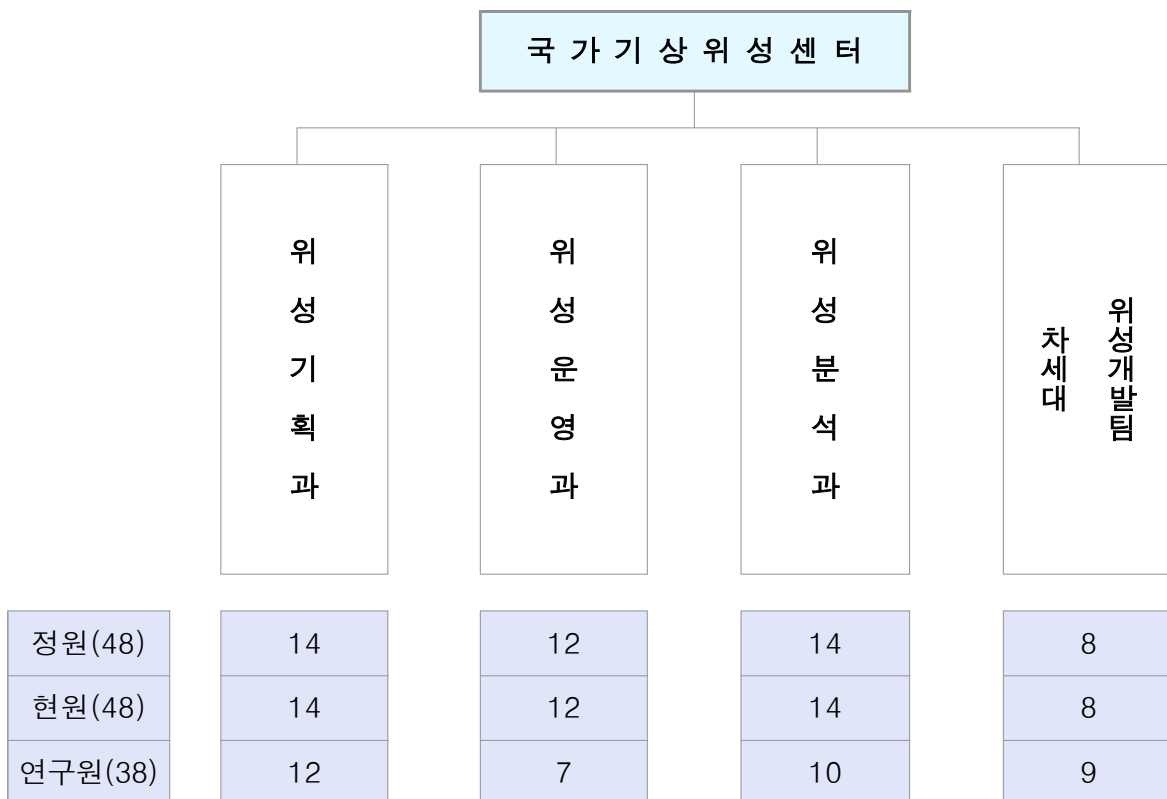 국 가 기 상 위 성 센 터
위성기획과
위성운영과
위성분석과
차세대
위성개발팀
정원(48) 14 12 14 8
현원(48) 14 12 14 8
연구원(38) 12 7 10 9